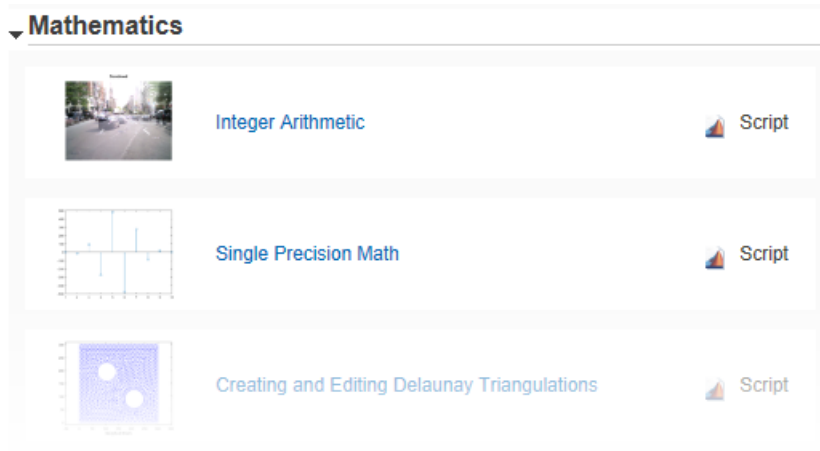 Mathematics
Integer Arithmetic
Script
Single Precision Math
Script
Creating and Editing Delaunay Triangulations
Script